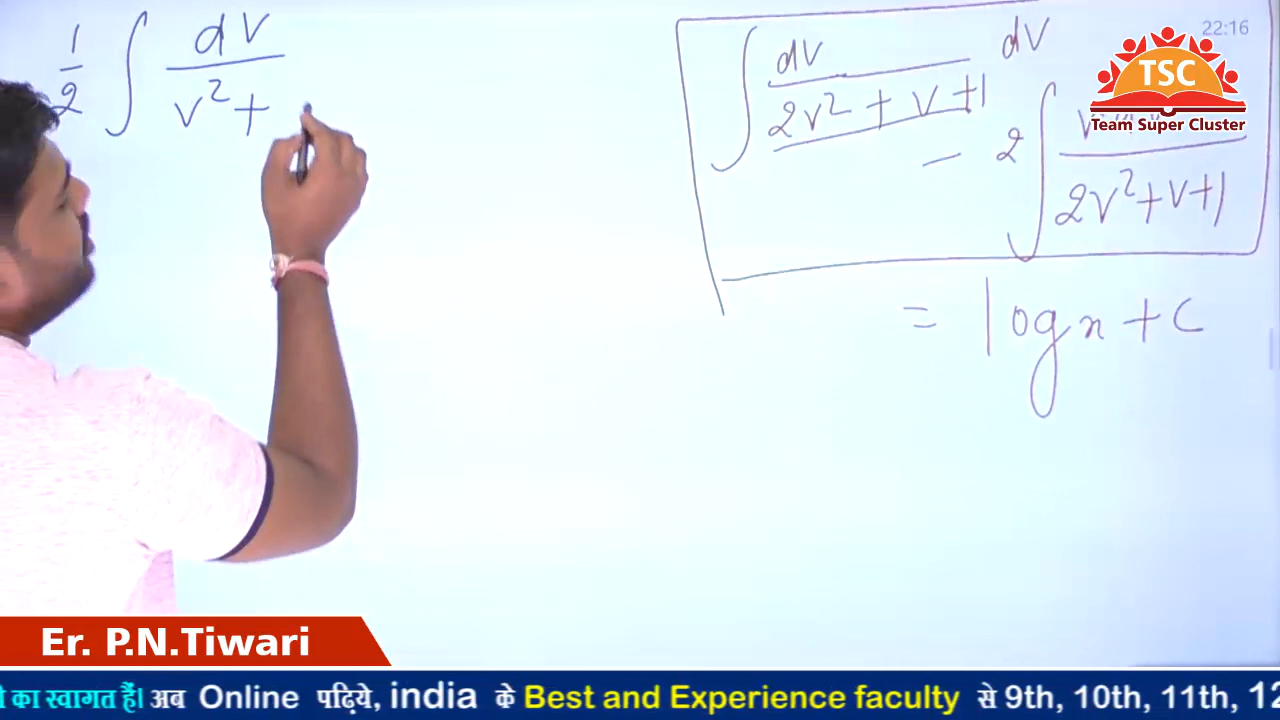 1/2 ∫ dv / v² +
∫ dv / 2v² + v + 1 dv
− 2 ∫ / 2v² + v + 1
= log x + c
22:16
TSC
Team Super Cluster
Er. P.N.Tiwari
का स्वागत हैं। अब Online पढ़िये, india के Best and Experience faculty से 9th, 10th, 11th, 12